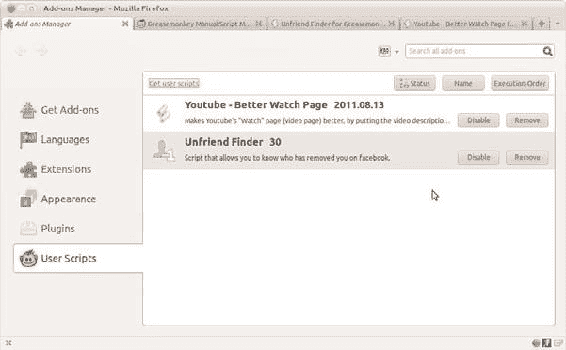 Add-ons Manager - Mozilla Firefox
Add-ons Manager
Greasemonkey Manual:Script M...
Unfriend Finder for Greasemon...
Youtube - Better Watch Page f...
Search all add-ons
Get user scripts
Status
Name
Execution Order
Get Add-ons
Languages
Extensions
Appearance
Plugins
User Scripts
Youtube - Better Watch Page 2011.08.13
Makes Youtube's "Watch" page (video page) better, by putting the video descriptio...
Disable
Remove
Unfriend Finder 30
Script that allows you to know who has removed you on facebook.
Disable
Remove